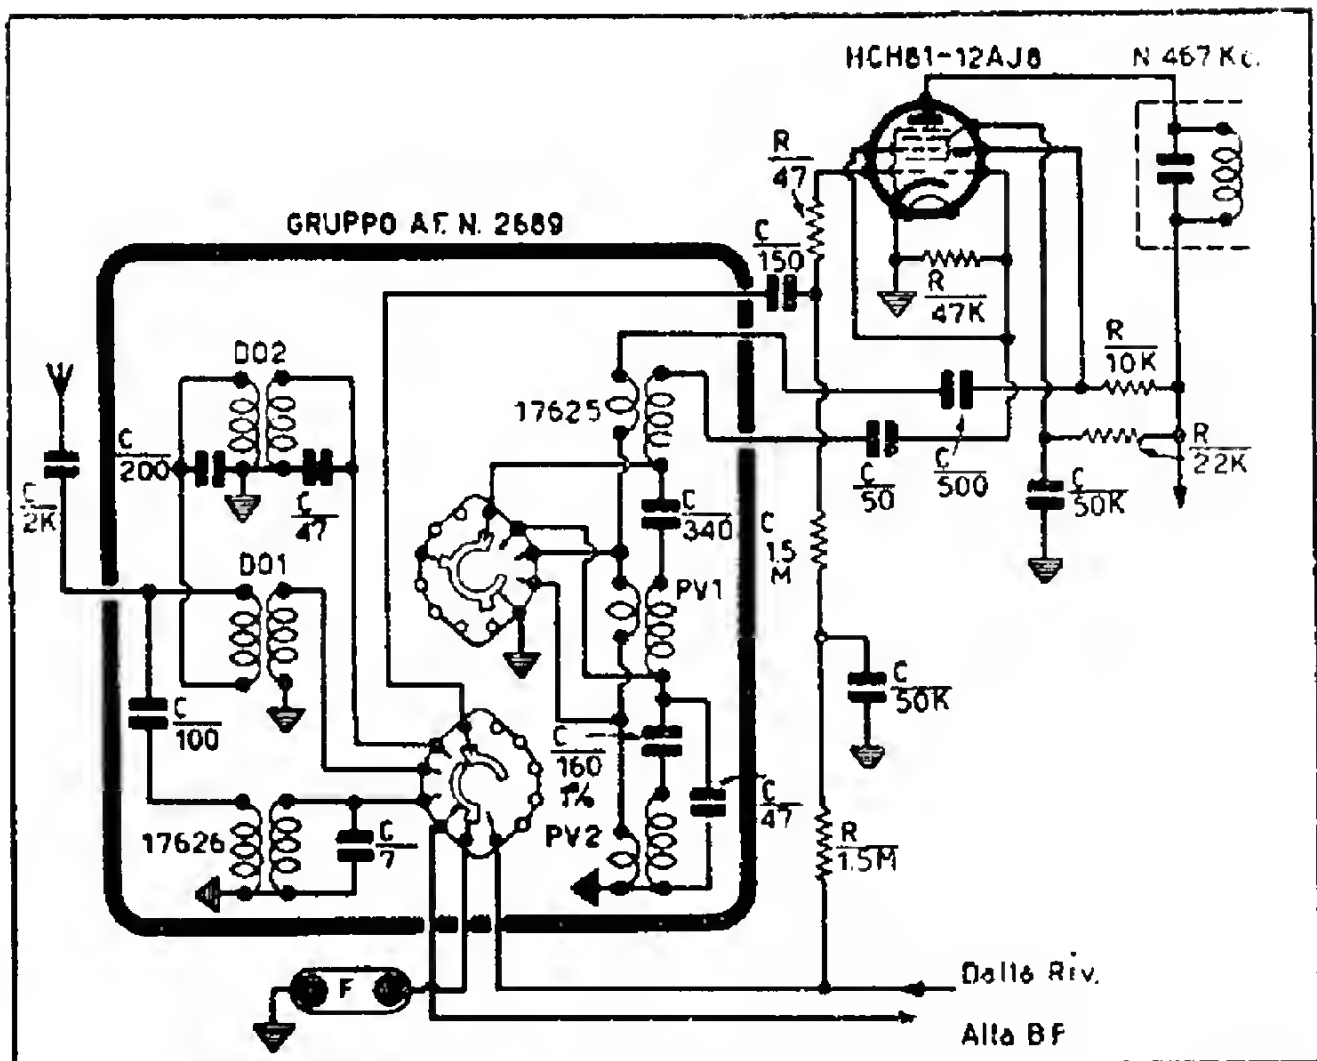 HCH81-12AJ8
N 467 Kc.
R
47
GRUPPO A.F. N. 2689
C
150
R
47K
R
10K
DO2
17625
C
200
C
2K
C
47
C
50
C
500
R
22K
C
50K
C
340
C
1.5
M
DO1
PV1
C
100
C
50K
C
160
1%
C
47
17626
C
7
PV2
R
1.5M
F
Dalla Riv.
Alla BF